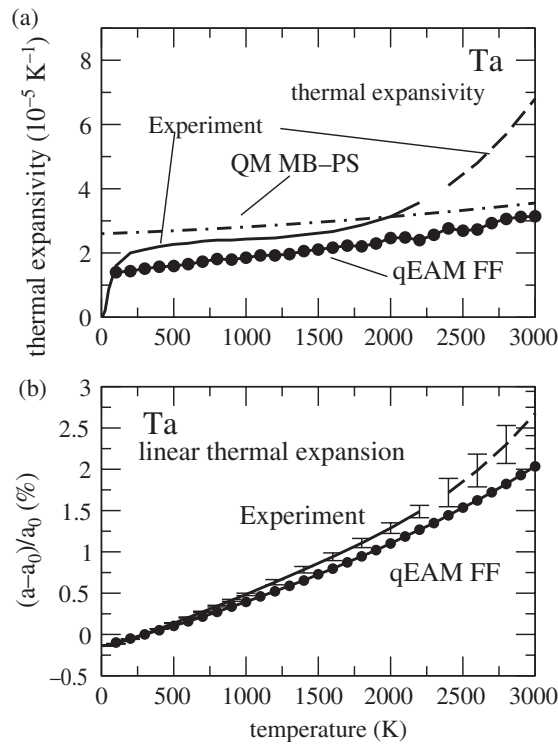 (a)
thermal expansivity (10⁻⁵ K⁻¹)
8
6
4
2
0
Ta
thermal expansivity
Experiment
QM MB–PS
qEAM FF
0 500 1000 1500 2000 2500 3000
(b)
(a–a₀)/a₀ (%)
3
2.5
2
1.5
1
0.5
0
–0.5
Ta
linear thermal expansion
Experiment
qEAM FF
0 500 1000 1500 2000 2500 3000
temperature (K)